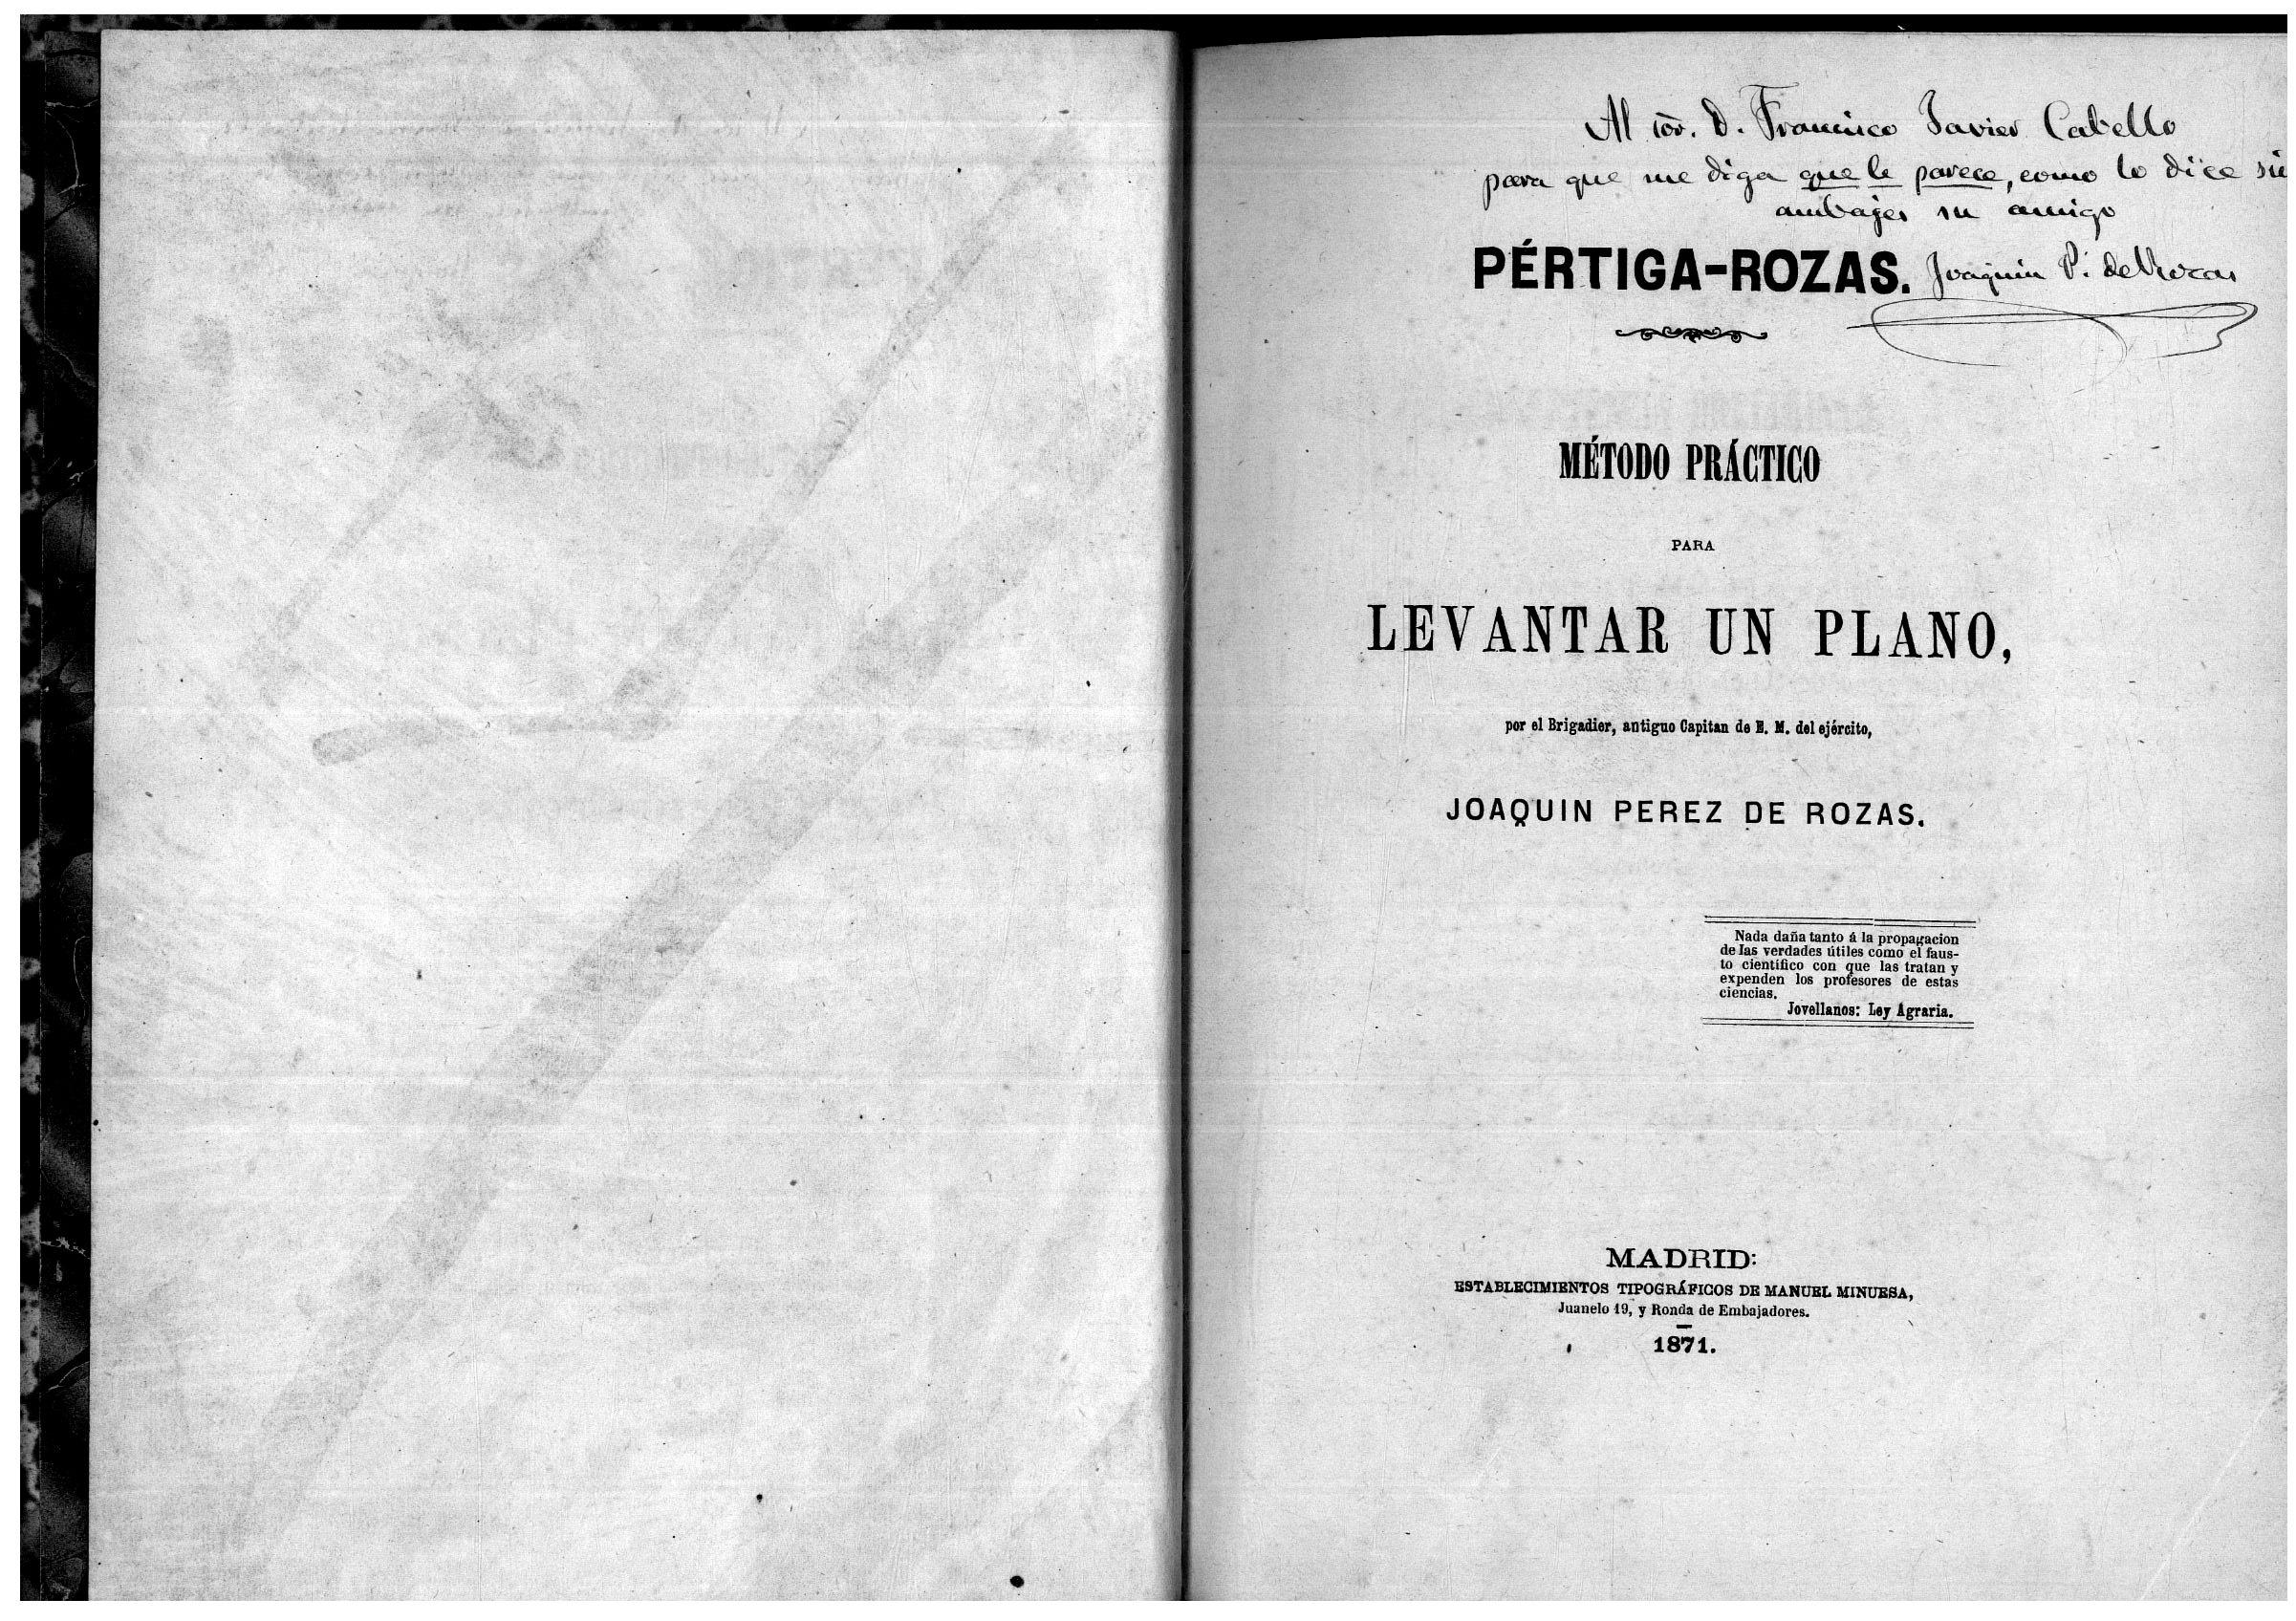 Al sor. D. Francisco Javier Cabello
para que me diga que le parece, como lo dice sin
ambajes su amigo
PÉRTIGA-ROZAS.
Joaquin P. de Rozas
MÉTODO PRÁCTICO
PARA
LEVANTAR UN PLANO,
por el Brigadier, antiguo Capitan de E. M. del ejército,
JOAQUIN PEREZ DE ROZAS.
Nada daña tanto á la propagacion
de las verdades útiles como el faus-
to científico con que las tratan y
expenden los profesores de estas
ciencias.
Jovellanos: Ley Agraria.
MADRID:
ESTABLECIMIENTOS TIPOGRÁFICOS DE MANUEL MINUESA,
Juanelo 19, y Ronda de Embajadores.
1871.